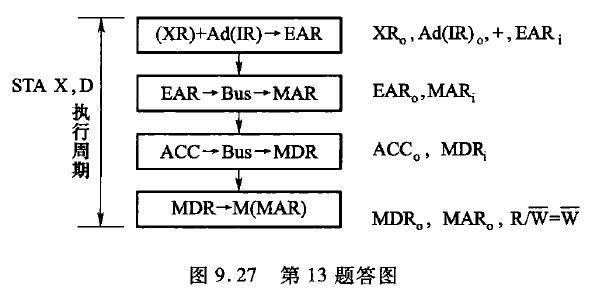 (XR)+Ad(IR)→EAR
XRₒ,Ad(IR)ₒ,+,EARᵢ
STA X,D
执行周期
EAR→Bus→MAR
EARₒ,MARᵢ
ACC→Bus→MDR
ACCₒ, MDRᵢ
MDR→M(MAR)
MDRₒ, MARₒ, R/W̅=W̅
图 9.27 第 13 题答图